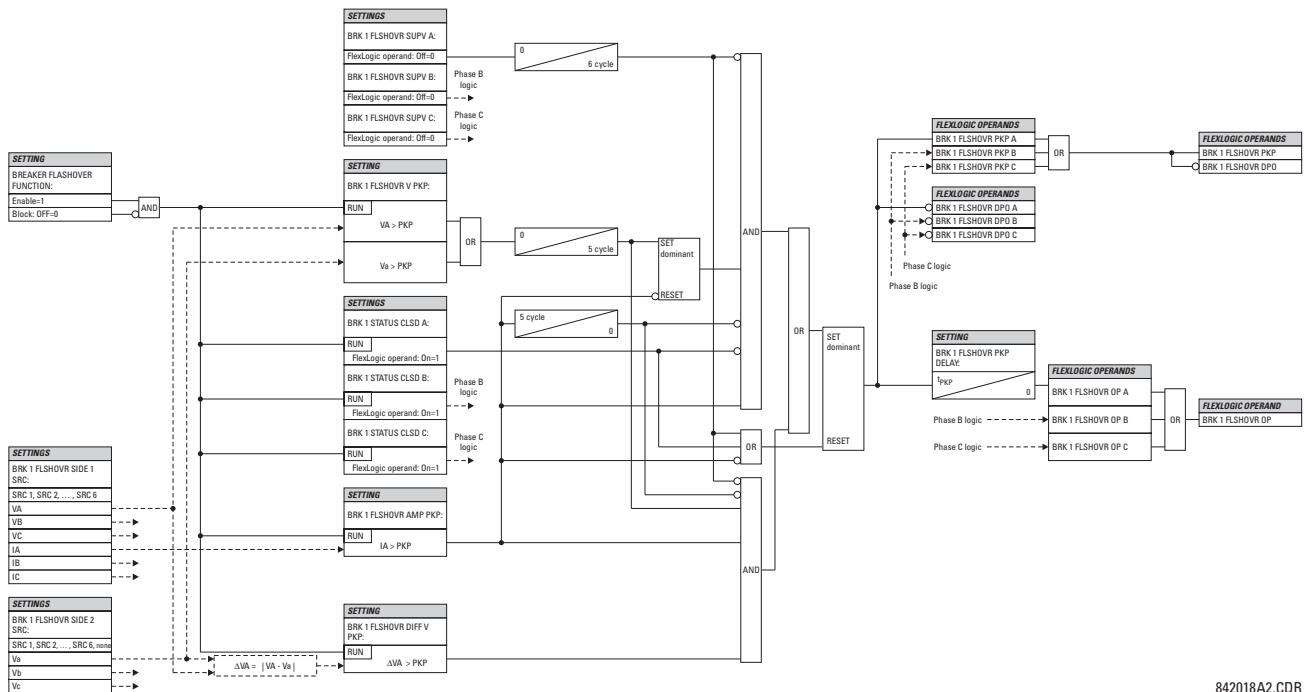 SETTING
BREAKER FLASHOVER
FUNCTION:
Enable=1
Block: OFF=0
AND
SETTINGS
BRK 1 FLSHOVR SIDE 1
SRC:
SRC 1, SRC 2, ... , SRC 6
VA
VB
VC
IA
IB
IC
SETTINGS
BRK 1 FLSHOVR SIDE 2
SRC:
SRC 1, SRC 2, ... , SRC 6, none
Va
Vb
Vc
ΔVA = | VA - Va |
SETTINGS
BRK 1 FLSHOVR SUPV A:
FlexLogic operand: Off=0
BRK 1 FLSHOVR SUPV B:
FlexLogic operand: Off=0
BRK 1 FLSHOVR SUPV C:
FlexLogic operand: Off=0
Phase B
logic
Phase C
logic
SETTING
BRK 1 FLSHOVR V PKP:
RUN
VA > PKP
Va > PKP
OR
SETTINGS
BRK 1 STATUS CLSD A:
RUN
FlexLogic operand: On=1
BRK 1 STATUS CLSD B:
RUN
FlexLogic operand: On=1
BRK 1 STATUS CLSD C:
RUN
FlexLogic operand: On=1
Phase B
logic
Phase C
logic
SETTING
BRK 1 FLSHOVR AMP PKP:
RUN
IA > PKP
SETTING
BRK 1 FLSHOVR DIFF V
PKP:
RUN
ΔVA > PKP
0
6 cycle
0
5 cycle
5 cycle
0
SET
dominant
RESET
AND
OR
AND
OR
SET
dominant
RESET
FLEXLOGIC OPERANDS
BRK 1 FLSHOVR PKP A
BRK 1 FLSHOVR PKP B
BRK 1 FLSHOVR PKP C
OR
FLEXLOGIC OPERANDS
BRK 1 FLSHOVR PKP
BRK 1 FLSHOVR DPO
FLEXLOGIC OPERANDS
BRK 1 FLSHOVR DPO A
BRK 1 FLSHOVR DPO B
BRK 1 FLSHOVR DPO C
Phase C logic
Phase B logic
SETTING
BRK 1 FLSHOVR PKP
DELAY:
tPKP
0
FLEXLOGIC OPERANDS
BRK 1 FLSHOVR OP A
BRK 1 FLSHOVR OP B
BRK 1 FLSHOVR OP C
Phase B logic
Phase C logic
OR
FLEXLOGIC OPERAND
BRK 1 FLSHOVR OP
842018A2.CDR